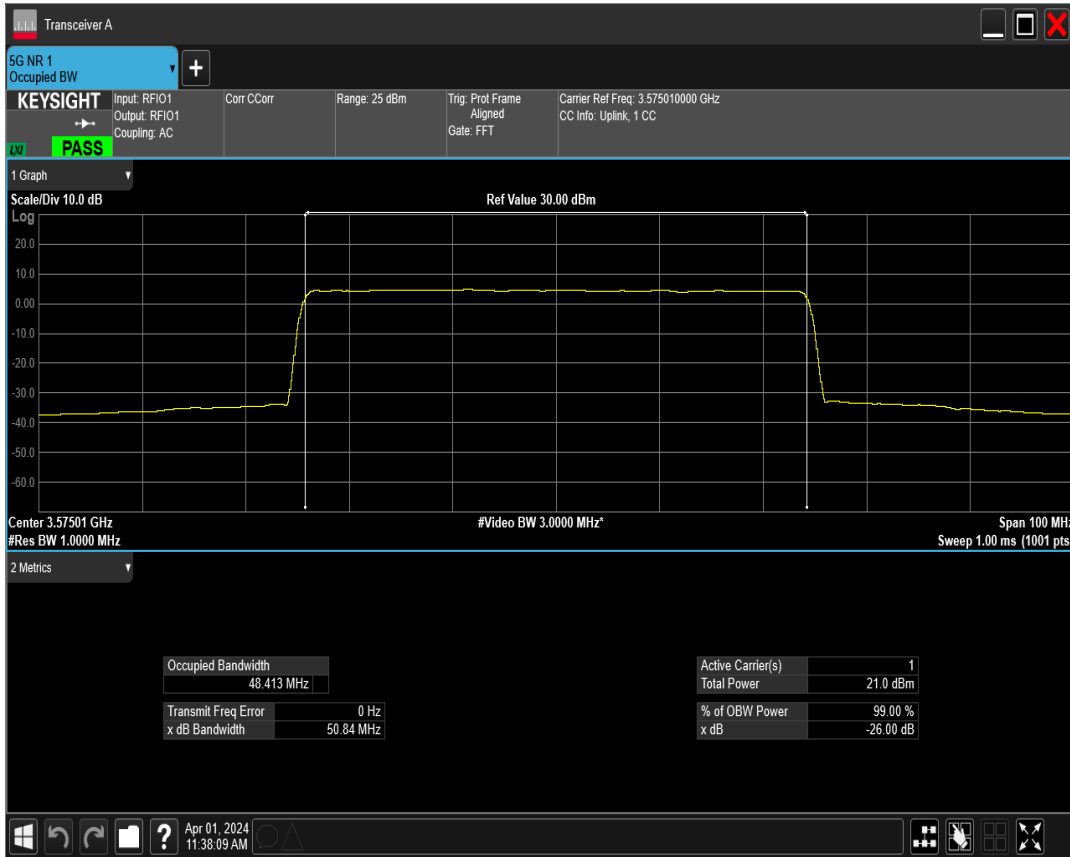 Transceiver A
5G NR 1
Occupied BW
+
KEYSIGHT
LXI
PASS
Input: RFIO1
Output: RFIO1
Coupling: AC
Corr CCorr
Range: 25 dBm
Trig: Prot Frame
Aligned
Gate: FFT
Carrier Ref Freq: 3.575010000 GHz
CC Info: Uplink, 1 CC
1 Graph
Scale/Div 10.0 dB
Ref Value 30.00 dBm
Log
20.0
10.0
0.00
-10.0
-20.0
-30.0
-40.0
-50.0
-60.0
Center 3.57501 GHz
#Video BW 3.0000 MHz*
Span 100 MHz
#Res BW 1.0000 MHz
Sweep 1.00 ms (1001 pts
2 Metrics
Occupied Bandwidth
48.413 MHz
Transmit Freq Error 0 Hz
x dB Bandwidth 50.84 MHz
Active Carrier(s) 1
Total Power 21.0 dBm
% of OBW Power 99.00 %
x dB -26.00 dB
?
Apr 01, 2024
11:38:09 AM